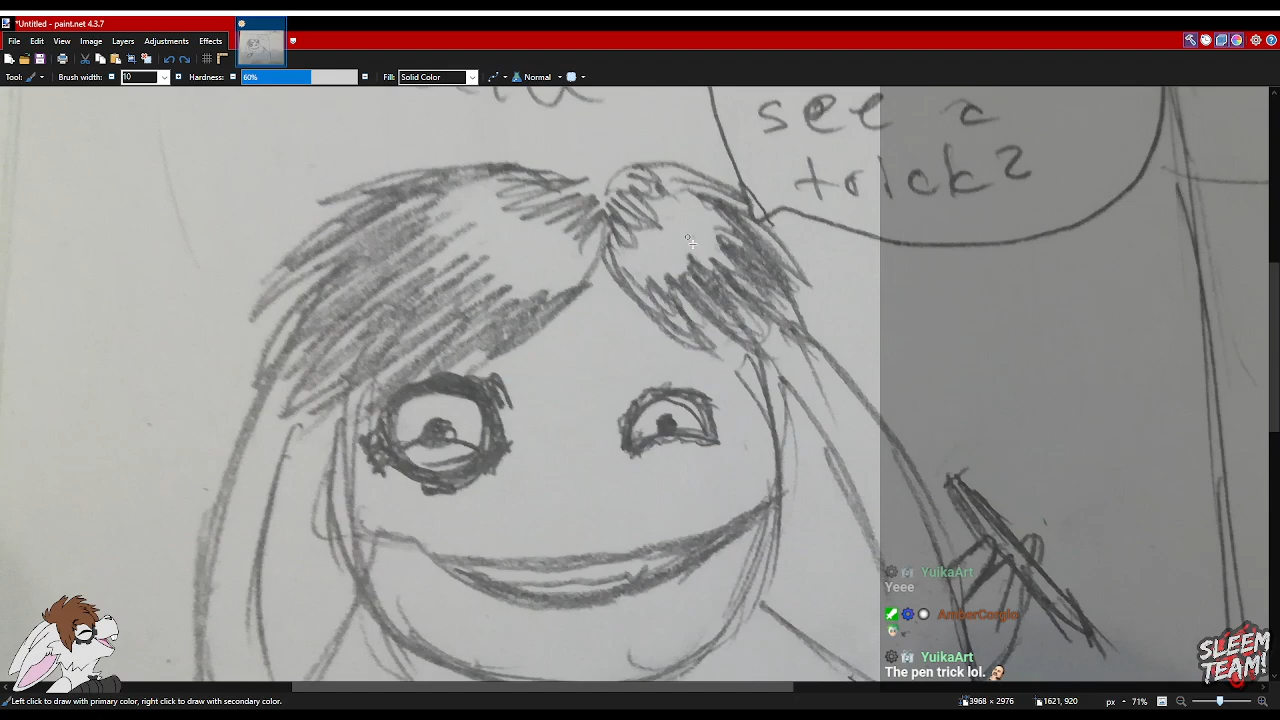 *Untitled - paint.net 4.3.7
File Edit View Image Layers Adjustments Effects
Tool: Brush width: 10 Hardness: 60% Fill: Solid Color Normal
see a
trick?
YuikaArt
Yeee
YuikaArt
The pen trick lol.
SLEEM
TEAM!
Left click to draw with primary color, right click to draw with secondary color.
3968 × 2976 1621, 920 px 71%